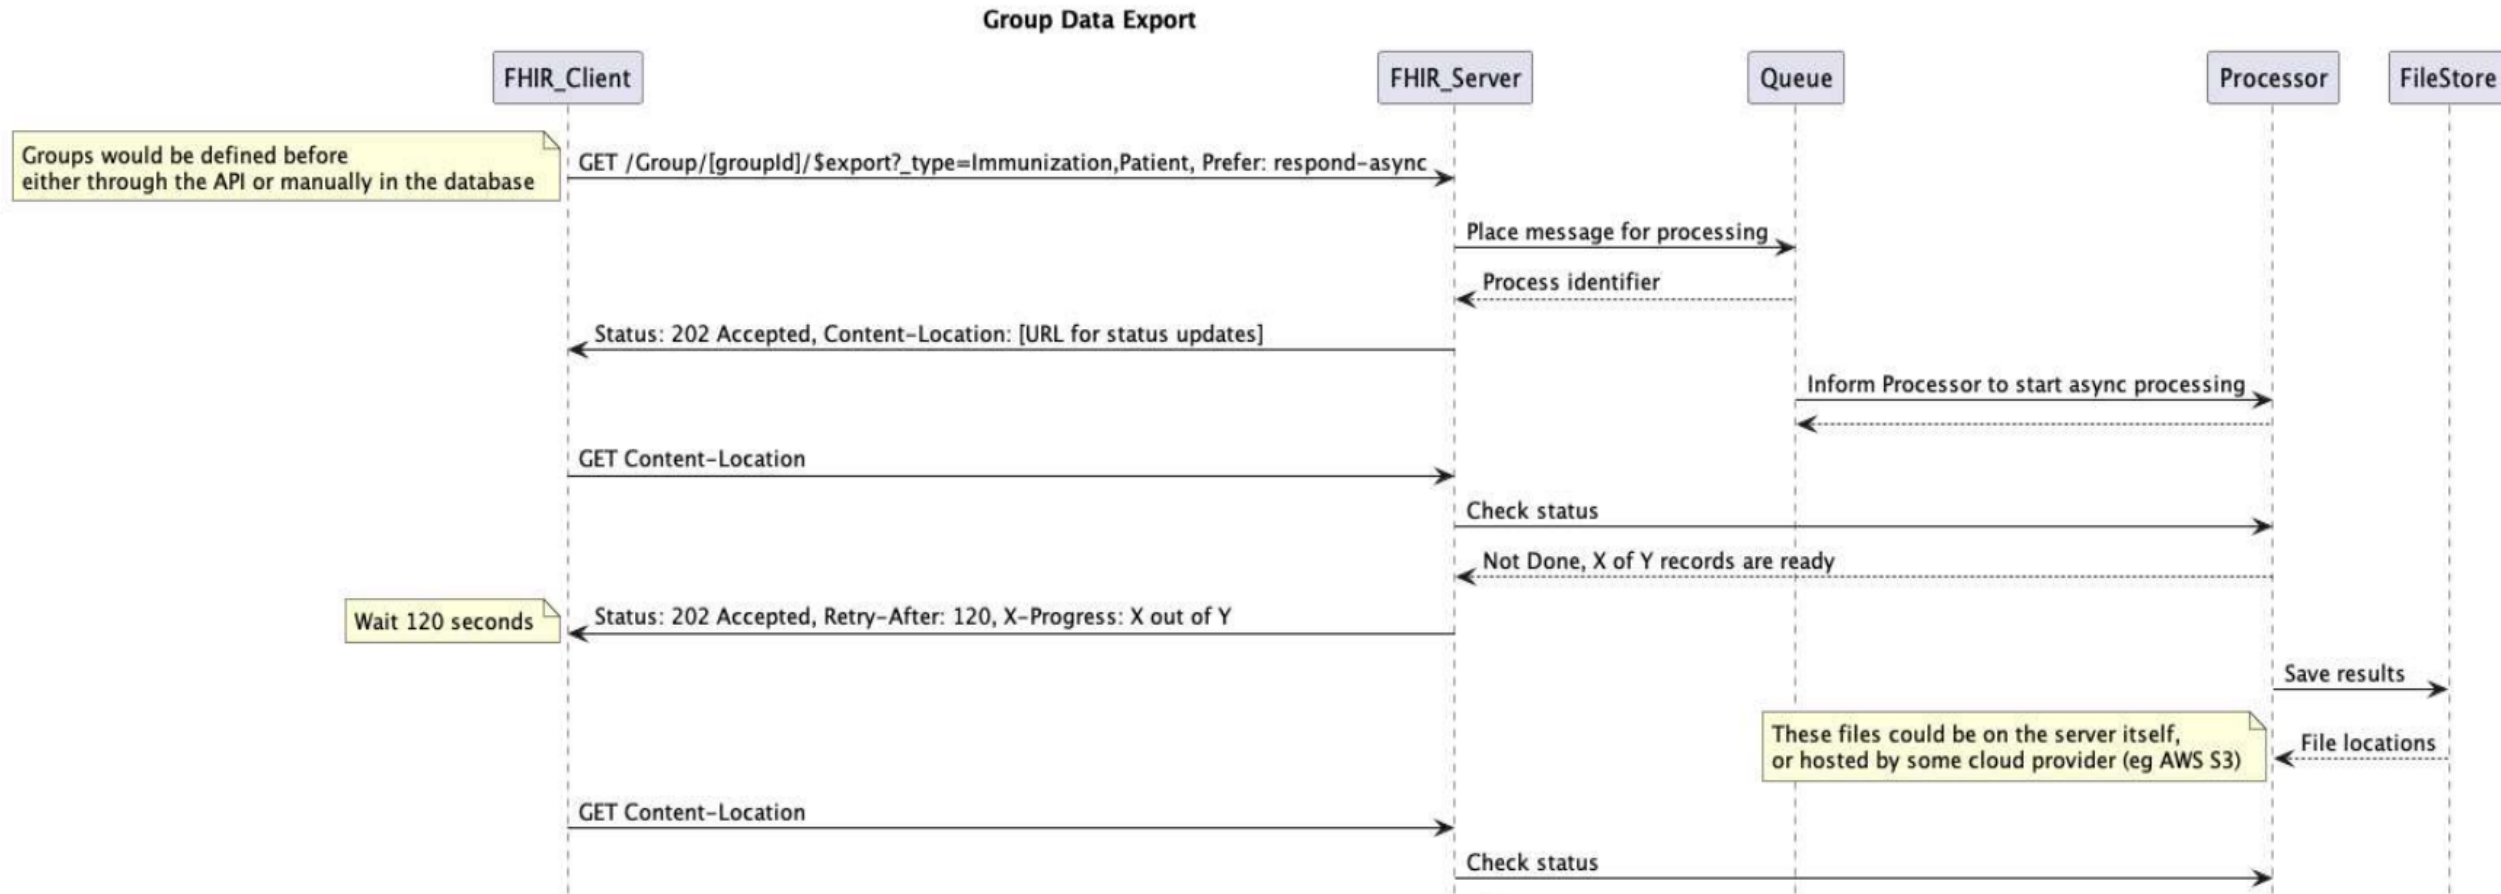 Group Data Export
FHIR_Client
FHIR_Server
Queue
Processor
FileStore
Groups would be defined before
either through the API or manually in the database
GET /Group/[groupId]/$export?_type=Immunization,Patient, Prefer: respond-async
Place message for processing
Process identifier
Status: 202 Accepted, Content-Location: [URL for status updates]
Inform Processor to start async processing
GET Content-Location
Check status
Not Done, X of Y records are ready
Wait 120 seconds
Status: 202 Accepted, Retry-After: 120, X-Progress: X out of Y
Save results
These files could be on the server itself,
or hosted by some cloud provider (eg AWS S3)
File locations
GET Content-Location
Check status